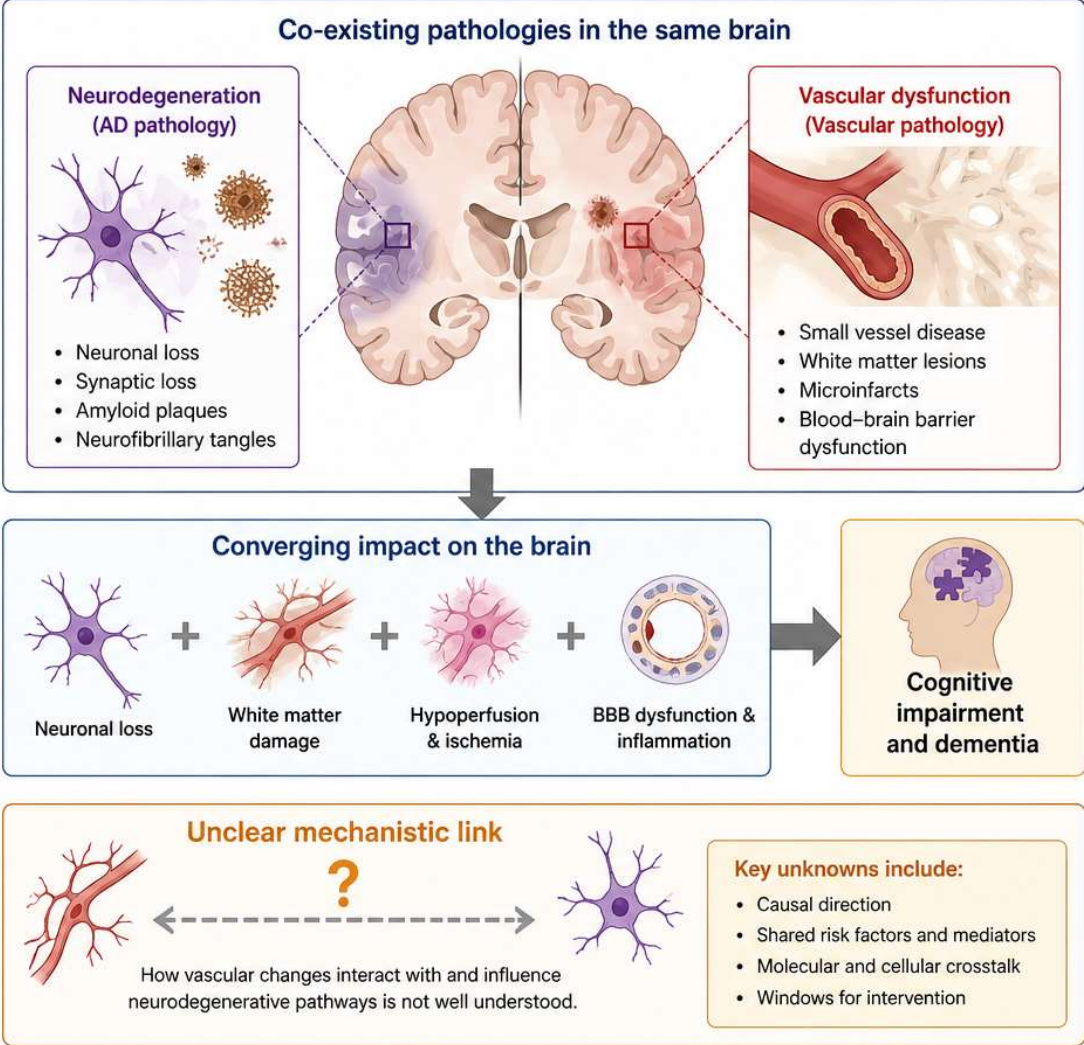 Co-existing pathologies in the same brain
Neurodegeneration
(AD pathology)
• Neuronal loss
• Synaptic loss
• Amyloid plaques
• Neurofibrillary tangles
Vascular dysfunction
(Vascular pathology)
• Small vessel disease
• White matter lesions
• Microinfarcts
• Blood–brain barrier
dysfunction
Converging impact on the brain
+
+
+
Neuronal loss
White matter
damage
Hypoperfusion
& ischemia
BBB dysfunction &
inflammation
Cognitive
impairment
and dementia
Unclear mechanistic link
?
How vascular changes interact with and influence
neurodegenerative pathways is not well understood.
Key unknowns include:
• Causal direction
• Shared risk factors and mediators
• Molecular and cellular crosstalk
• Windows for intervention